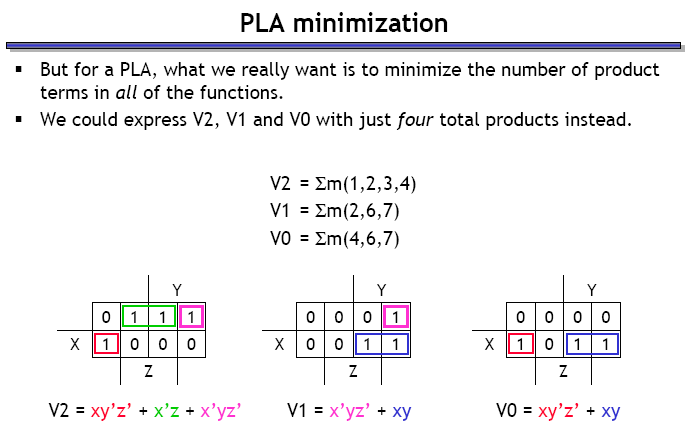 PLA minimization
▪ But for a PLA, what we really want is to minimize the number of product
terms in all of the functions.
▪ We could express V2, V1 and V0 with just four total products instead.
V2 = Σm(1,2,3,4)
V1 = Σm(2,6,7)
V0 = Σm(4,6,7)
Y
0 1 1 1
X 1 0 0 0
Z
V2 = xy’z’ + x’z + x’yz’
Y
0 0 0 1
X 0 0 1 1
Z
V1 = x’yz’ + xy
Y
0 0 0 0
X 1 0 1 1
Z
V0 = xy’z’ + xy